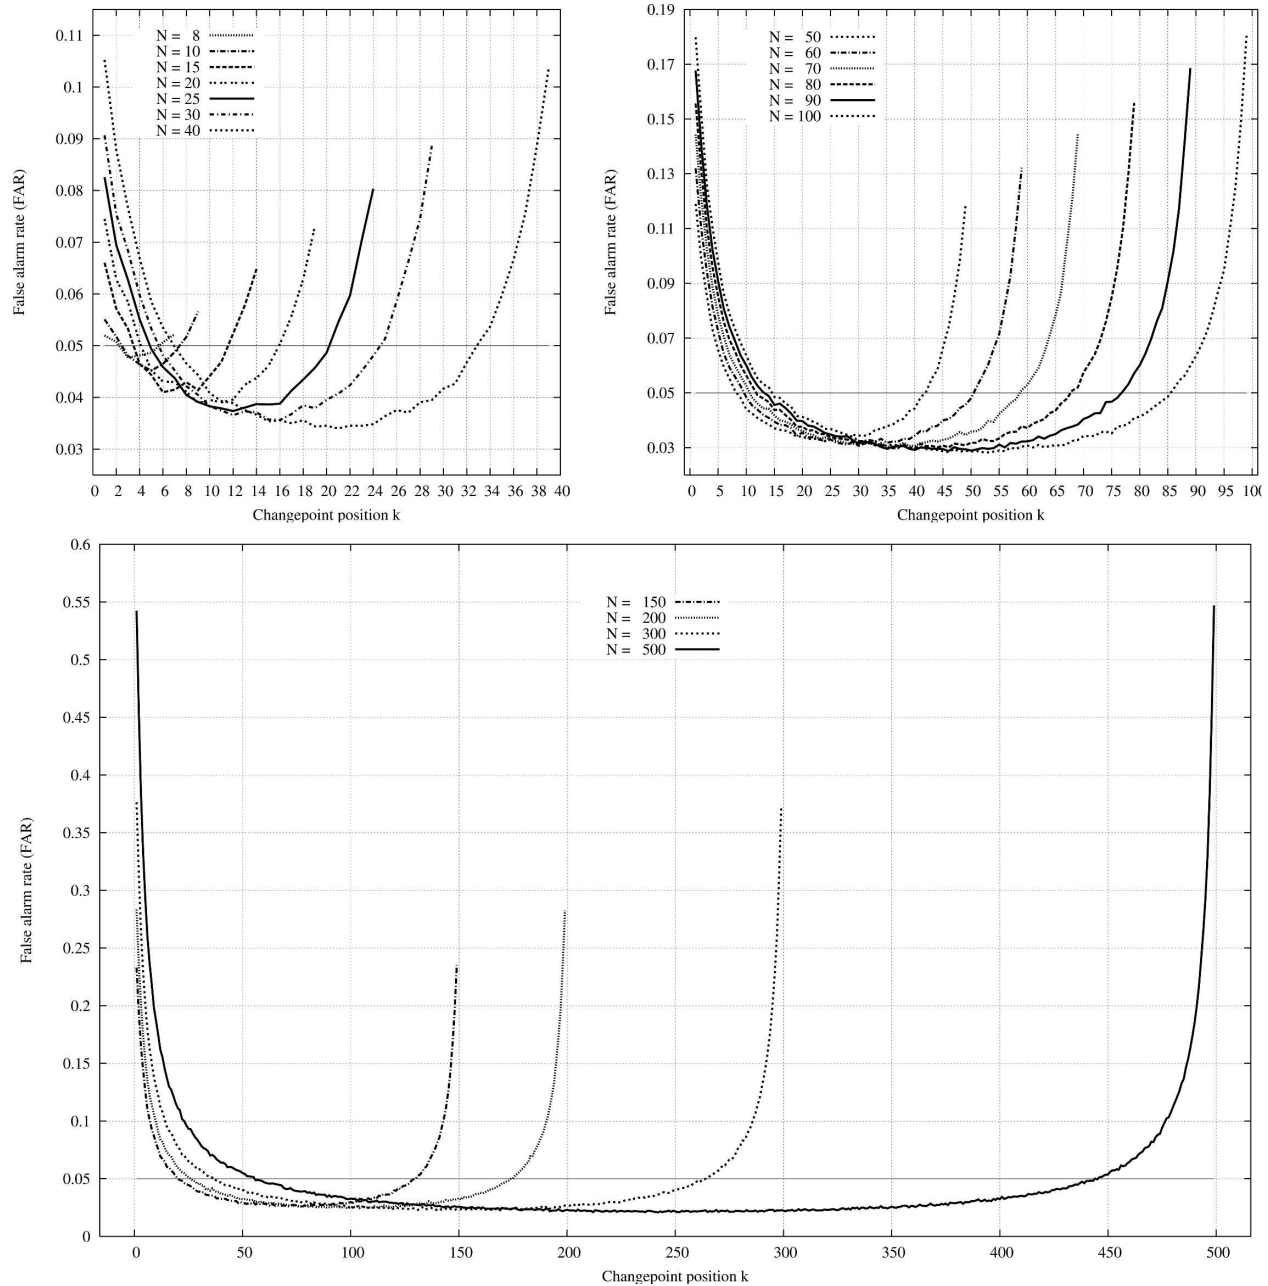 0.11
0.1
0.09
0.08
0.07
0.06
0.05
0.04
0.03
False alarm rate (FAR)
N = 8
N = 10
N = 15
N = 20
N = 25
N = 30
N = 40
0 2 4 6 8 10 12 14 16 18 20 22 24 26 28 30 32 34 36 38 40
Changepoint position k
0.19
0.17
0.15
0.13
0.11
0.09
0.07
0.05
0.03
False alarm rate (FAR)
N = 50
N = 60
N = 70
N = 80
N = 90
N = 100
0 5 10 15 20 25 30 35 40 45 50 55 60 65 70 75 80 85 90 95 100
Changepoint position k
0.6
0.55
0.5
0.45
0.4
0.35
0.3
0.25
0.2
0.15
0.1
0.05
0
False alarm rate (FAR)
N = 150
N = 200
N = 300
N = 500
0 50 100 150 200 250 300 350 400 450 500
Changepoint position k